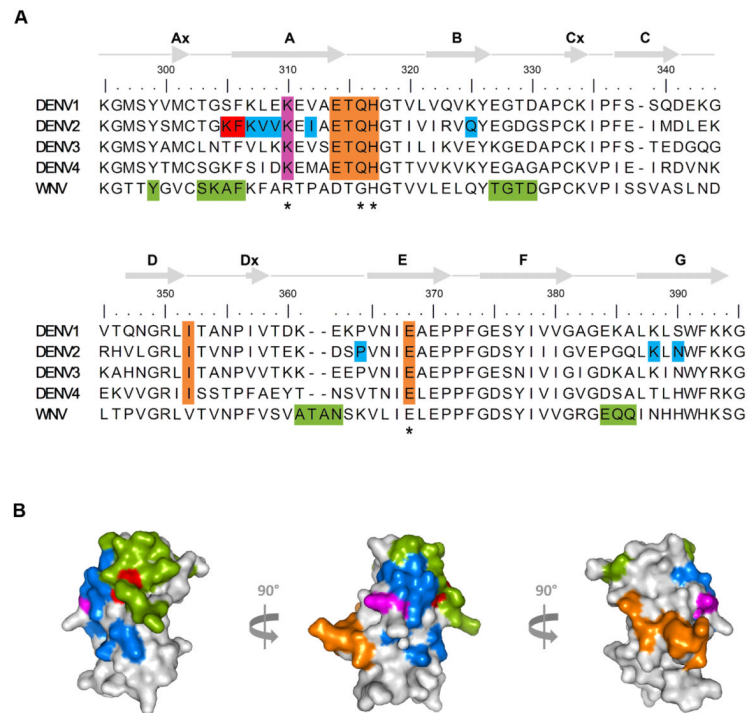 A
Ax A B Cx C
300 310 320 330 340
DENV1 KGMSYVMCTGSFKLEKEVAETQHGTVLVQVKYEGTDAPCKIPFS-SQDEKG
DENV2 KGMSYSMCTGKFKVVKEIAETQHGTIVIRVQYEGDGSPCKIPFE-IMDLEK
DENV3 KGMSYAMCLNTFVLKKEVSETQHGTILIKVEYKGEDAPCKIPFS-TEDGQG
DENV4 KGMSYTMCSGKFSIDKEMAETQHGTTVVKVKYEGAGAPCKVPIE-IRDVNK
WNV KGTTYGVCSKAFKFARTPADTGHGTVVLELQYTGTDGPCKVPISSVASLND
* * *
D Dx E F G
350 360 370 380 390
DENV1 VTQNGRLITANPIVTDK--EKPVNIEAEPPFGESYIVVGAGEKALKLSWFKKG
DENV2 RHVLGRLITVNPIVTEK--DSPVNIEAEPPFGDSYIIIGVEPGQLKLNWFKKG
DENV3 KAHNGRLITANPVVTKK--EEPVNIEAEPPFGESNIVIGIGDKALKINWYRKG
DENV4 EKVVGRIISSTPFAEYT--NSVTNIELEPPFGDSYIVVGVGDSALTLHWFRKG
WNV LTPVGRLVTVNPFVSVATANSKVLIELEPPFGDSYIVVGRGEQQINHHWHKSG
*
B
90° 90°